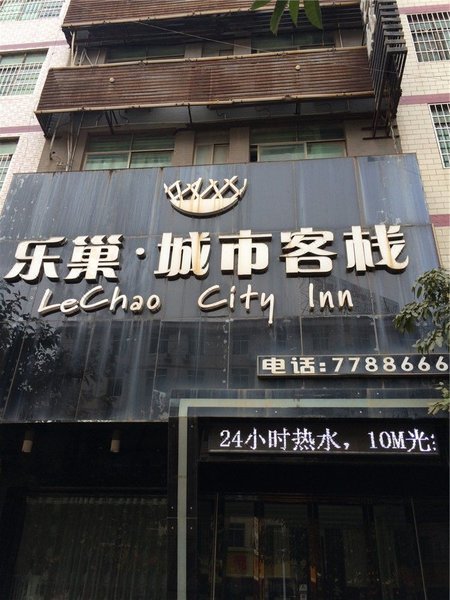 乐巢·城市客栈
LeChao City Inn
电话:7788666
24小时热水，10M光